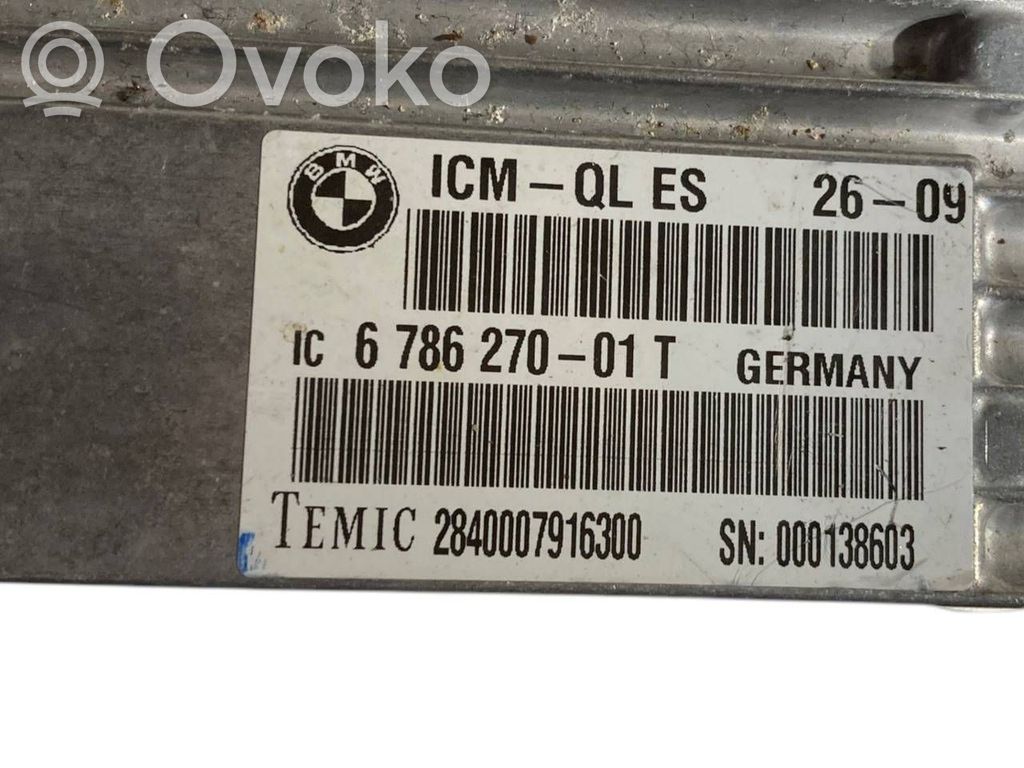 Ovoko
BMW
ICM-QL ES 26-09
IC 6 786 270-01 T GERMANY
TEMIC 2840007916300 SN: 000138603